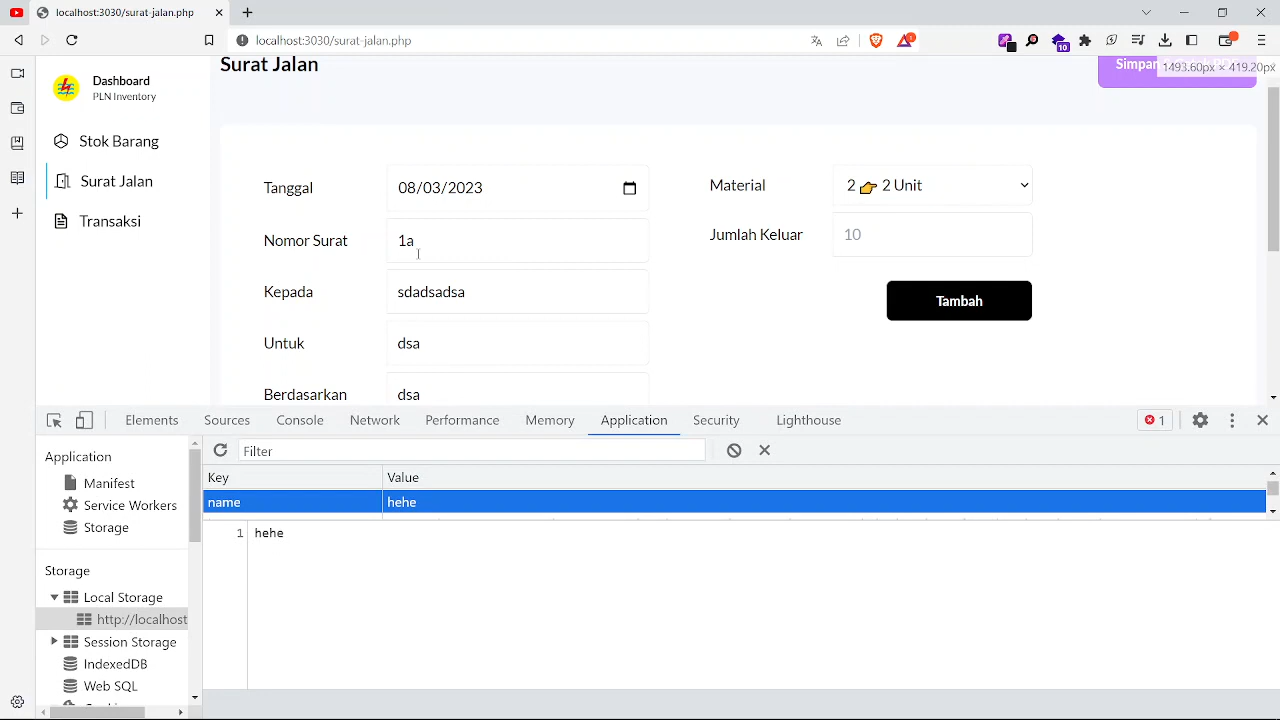 localhost:3030/surat-jalan.php
localhost:3030/surat-jalan.php
10
Dashboard
PLN Inventory
Stok Barang
Surat Jalan
Transaksi
Surat Jalan
Simpan
1493.60px × 419.20px
Tanggal 08/03/2023
Nomor Surat 1a
Kepada sdadsadsa
Untuk dsa
Berdasarkan dsa
Material 2 👉 2 Unit
Jumlah Keluar 10
Tambah
Elements Sources Console Network Performance Memory Application Security Lighthouse 1
Application
Manifest
Service Workers
Storage
Storage
Local Storage
http://localhost
Session Storage
IndexedDB
Web SQL
Filter
Key Value
name hehe
1 hehe